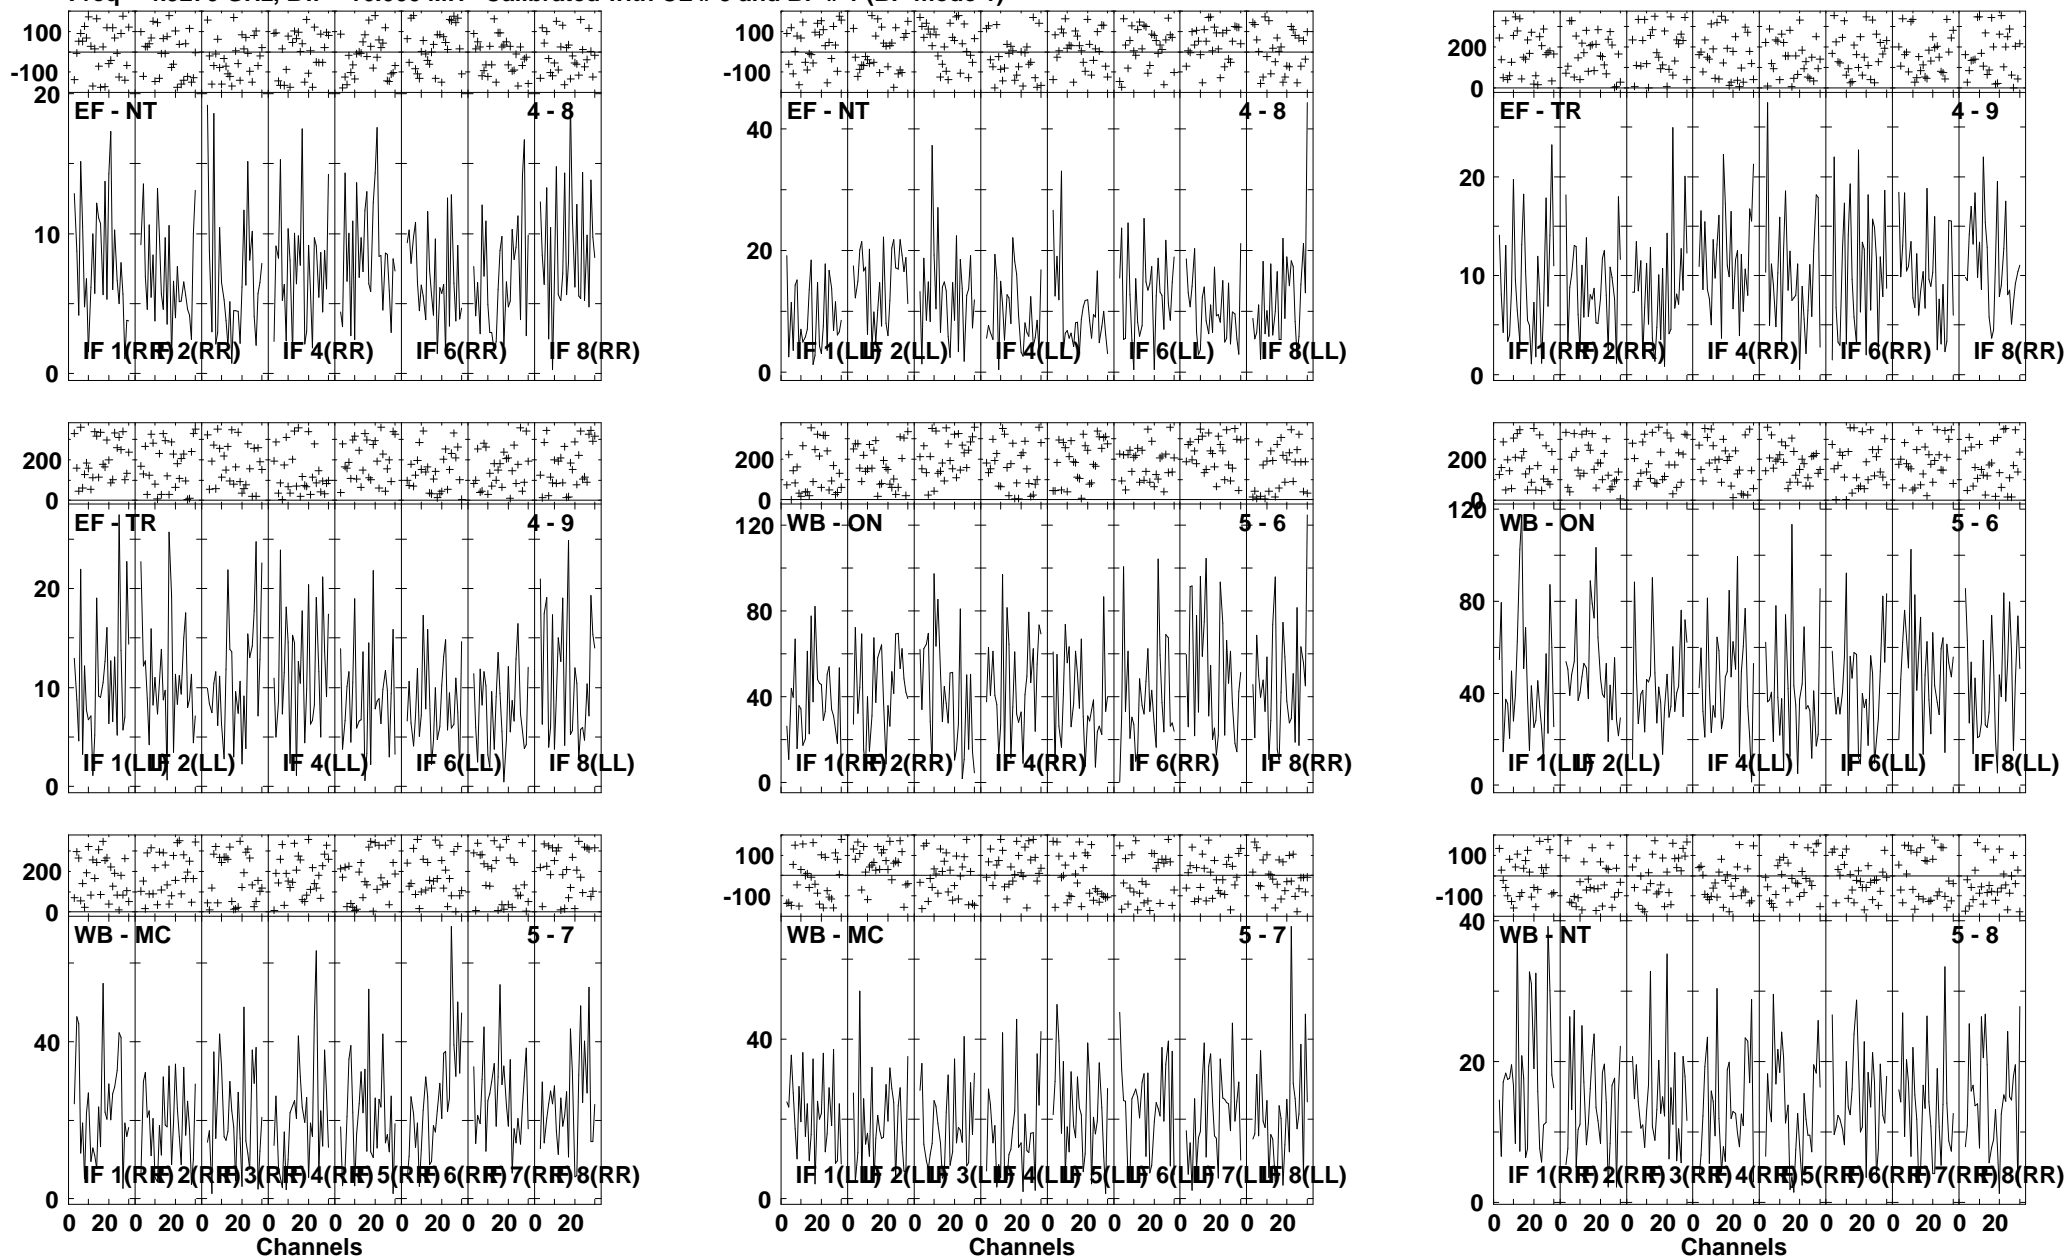 100
-100
20
EF - NT 4 - 8
10
IF 1(RR) IF 2(RR) IF 4(RR) IF 6(RR) IF 8(RR)
0
100
-100
EF - NT 4 - 8
40
20
IF 1(LL) IF 2(LL) IF 4(LL) IF 6(LL) IF 8(LL)
0
200
0
EF - TR 4 - 9
20
10
IF 1(RR) IF 2(RR) IF 4(RR) IF 6(RR) IF 8(RR)
0
200
0
EF - TR 4 - 9
20
10
IF 1(LL) IF 2(LL) IF 4(LL) IF 6(LL) IF 8(LL)
0
200
0
WB - ON 5 - 6
120
80
40
IF 1(RR) IF 2(RR) IF 4(RR) IF 6(RR) IF 8(RR)
0
200
0
120
WB - ON 5 - 6
80
40
IF 1(LL) IF 2(LL) IF 4(LL) IF 6(LL) IF 8(LL)
0
200
0
WB - MC 5 - 7
40
IF 1(RR) IF 2(RR) IF 3(RR) IF 4(RR) IF 5(RR) IF 6(RR) IF 7(RR) IF 8(RR)
0
0 20 0 20 0 20 0 20 0 20 0 20 0 20 0 20
Channels
100
-100
WB - MC 5 - 7
40
IF 1(LL) IF 2(LL) IF 3(LL) IF 4(LL) IF 5(LL) IF 6(LL) IF 7(LL) IF 8(LL)
0
0 20 0 20 0 20 0 20 0 20 0 20 0 20 0 20
Channels
100
-100
40
WB - NT 5 - 8
20
IF 1(RR) IF 2(RR) IF 3(RR) IF 4(RR) IF 5(RR) IF 6(RR) IF 7(RR) IF 8(RR)
0
0 20 0 20 0 20 0 20 0 20 0 20 0 20 0 20
Channels